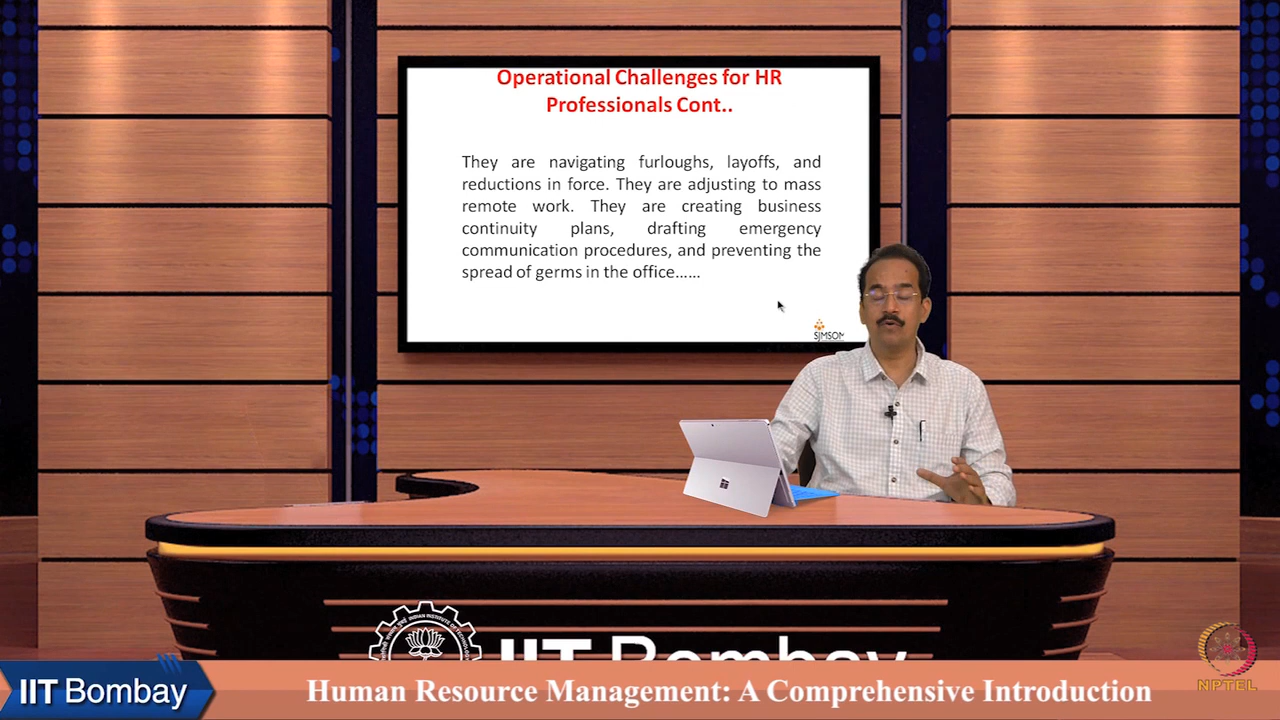 Operational Challenges for HR
Professionals Cont..
They are navigating furloughs, layoffs, and
reductions in force. They are adjusting to mass
remote work. They are creating business
continuity plans, drafting emergency
communication procedures, and preventing the
spread of germs in the office……
SJMSOM
IIT Bombay
IIT Bombay
Human Resource Management: A Comprehensive Introduction
NPTEL